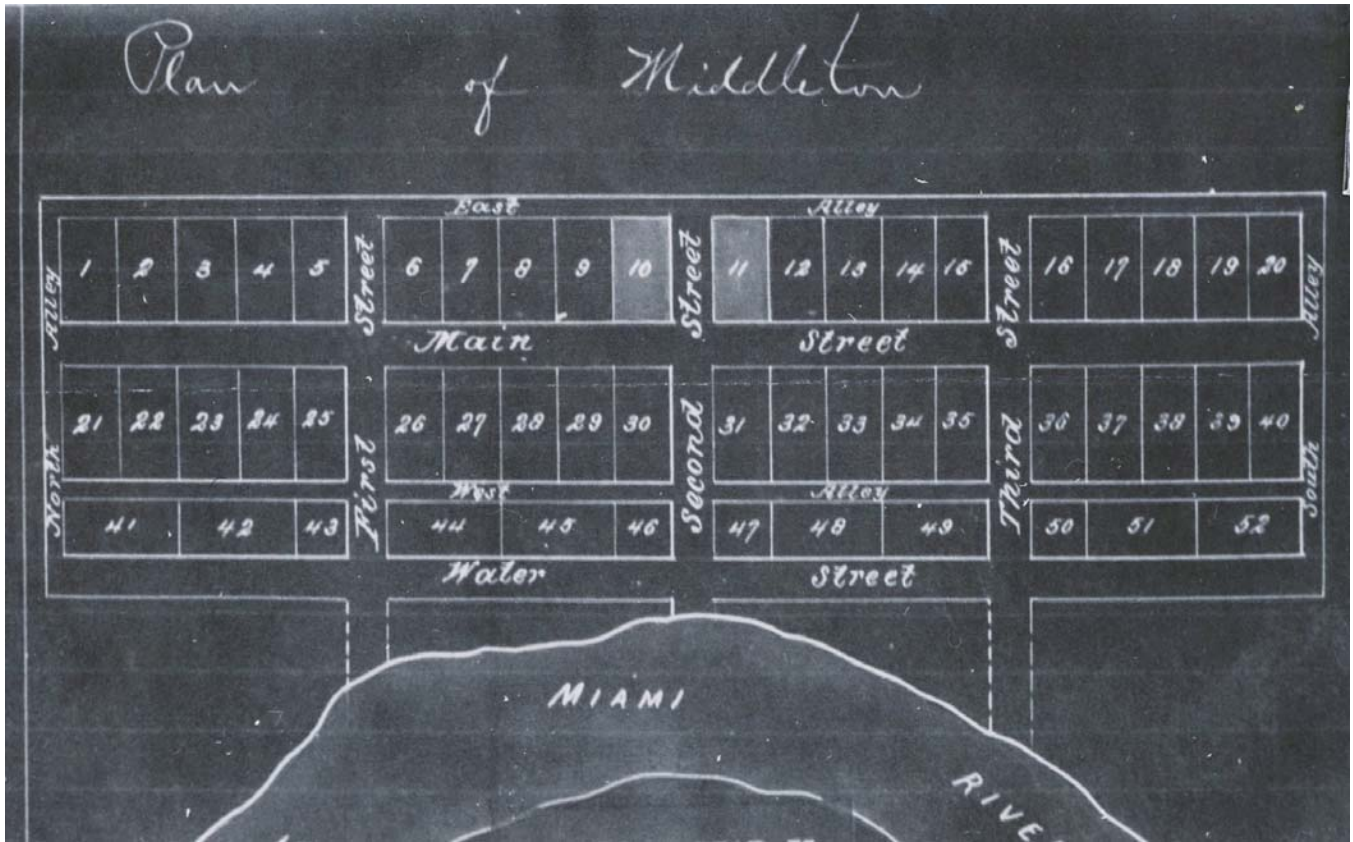 Plan of Middleton
East Alley
1 2 3 4 5 Street 6 7 8 9 10 Street 11 12 13 14 15 Street 16 17 18 19 20
Alley
Alley
Main Street
21 22 23 24 25 26 27 28 29 30 31 32 33 34 35 36 37 38 39 40
North
First
Second
Third
South
West Alley
41 42 43 44 45 46 47 48 49 50 51 52
Water Street
MIAMI
RIVE